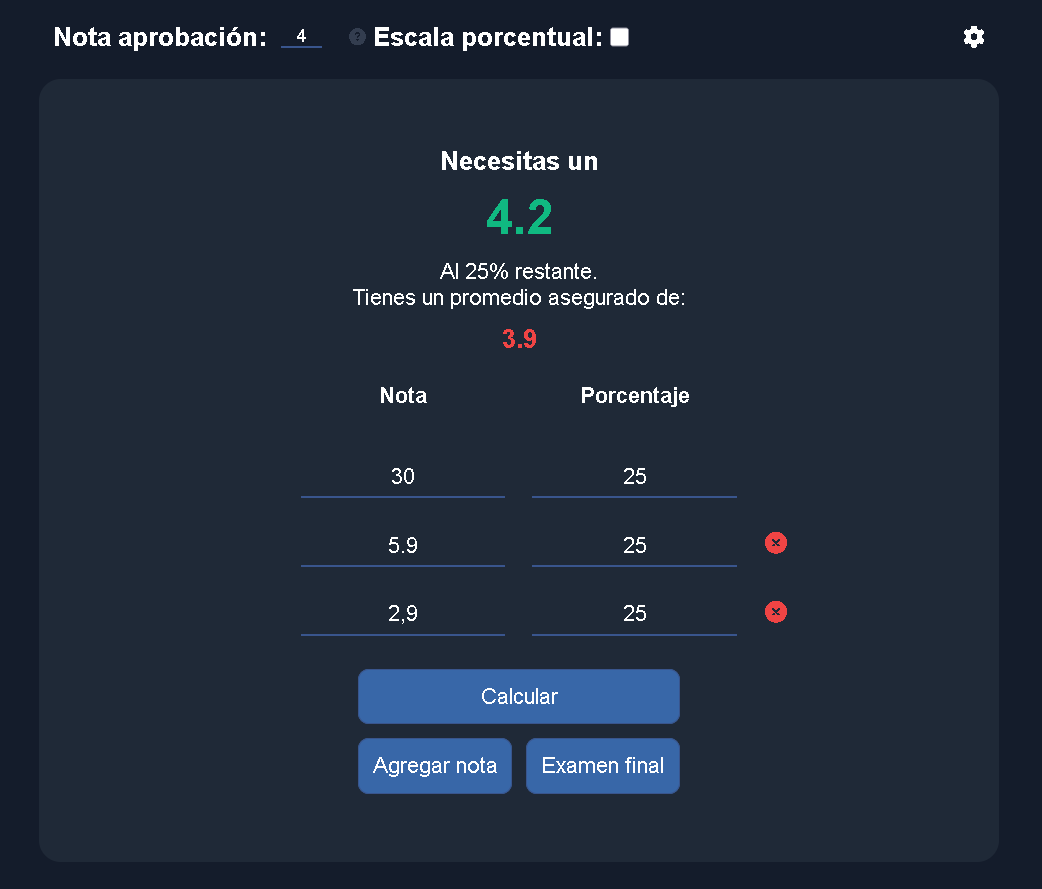 Nota aprobación: 4 ? Escala porcentual:
Necesitas un
4.2
Al 25% restante.
Tienes un promedio asegurado de:
3.9
Nota Porcentaje
30 25
5.9 25
2,9 25
Calcular
Agregar nota Examen final